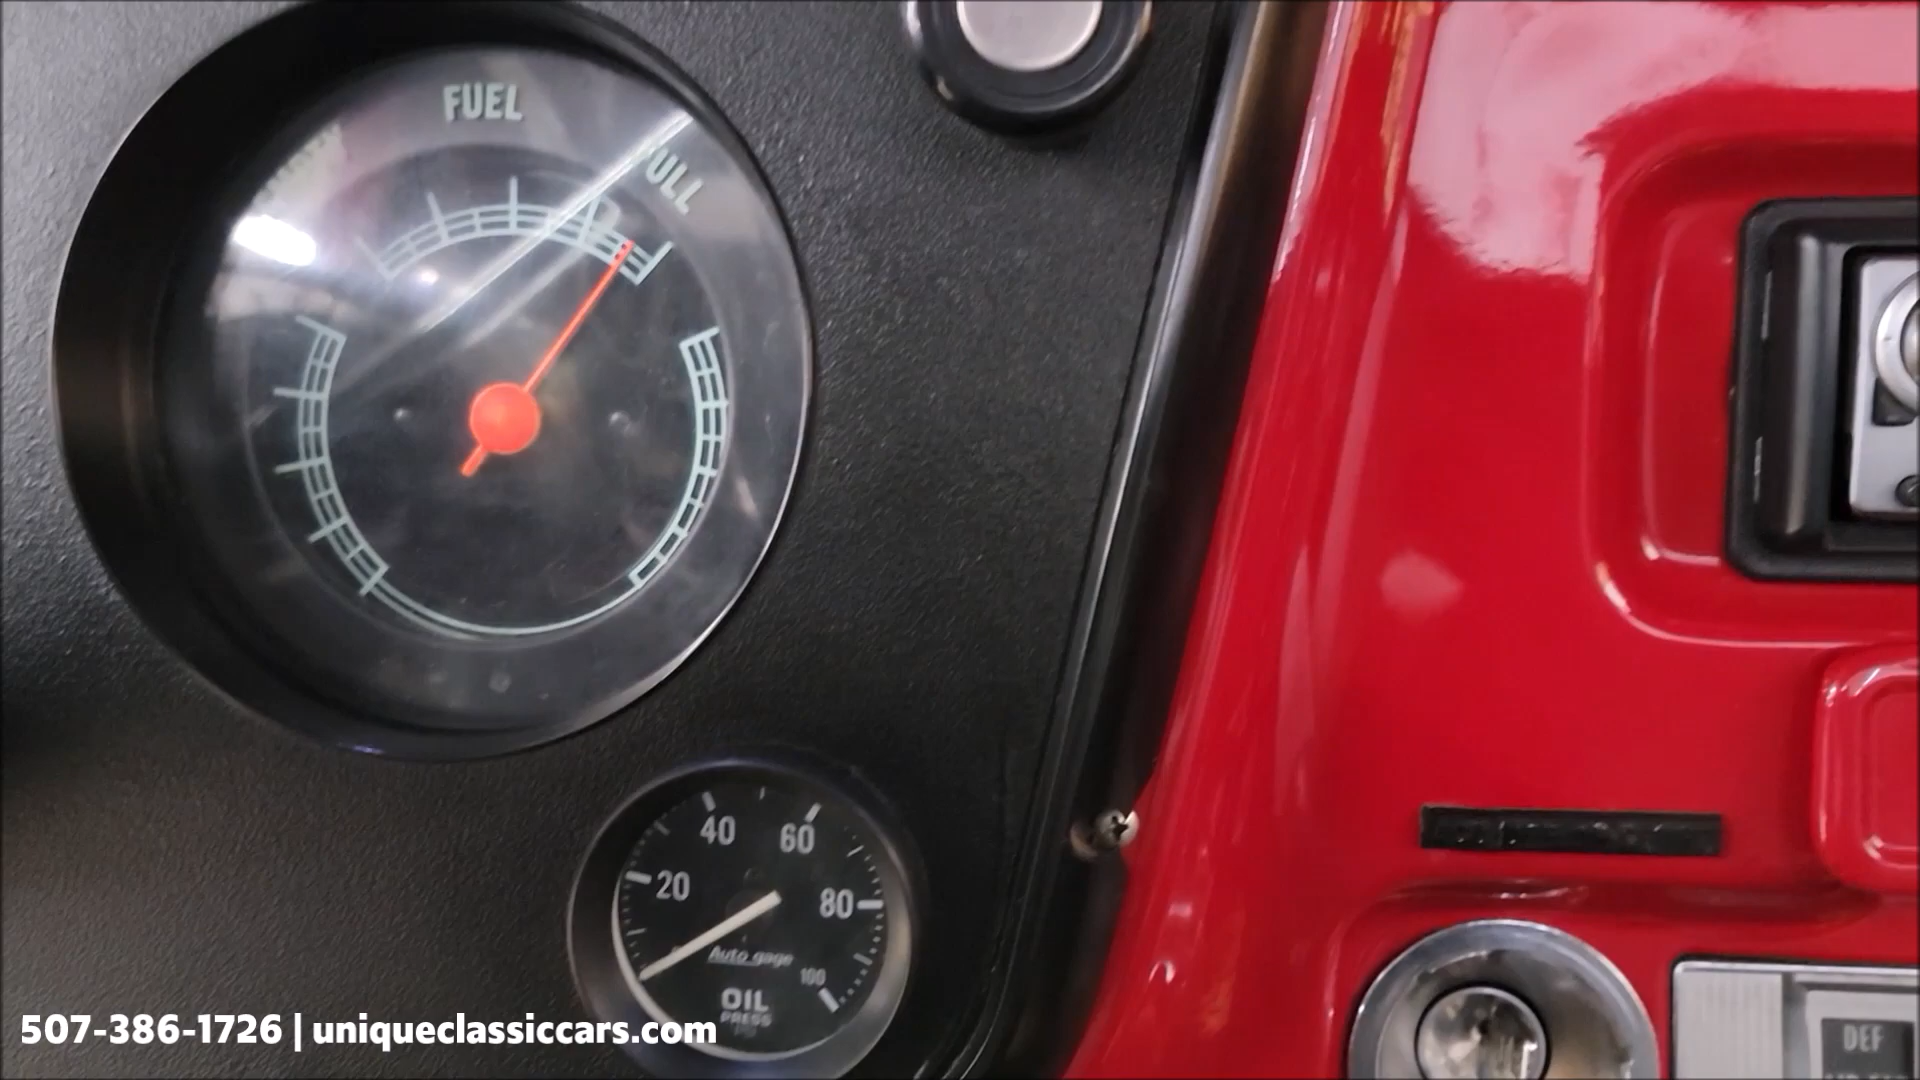 FUEL
FULL
40 60
20
80
Auto gage
100
OIL
PRESS
DEF
507-386-1726 | uniqueclassiccars.com